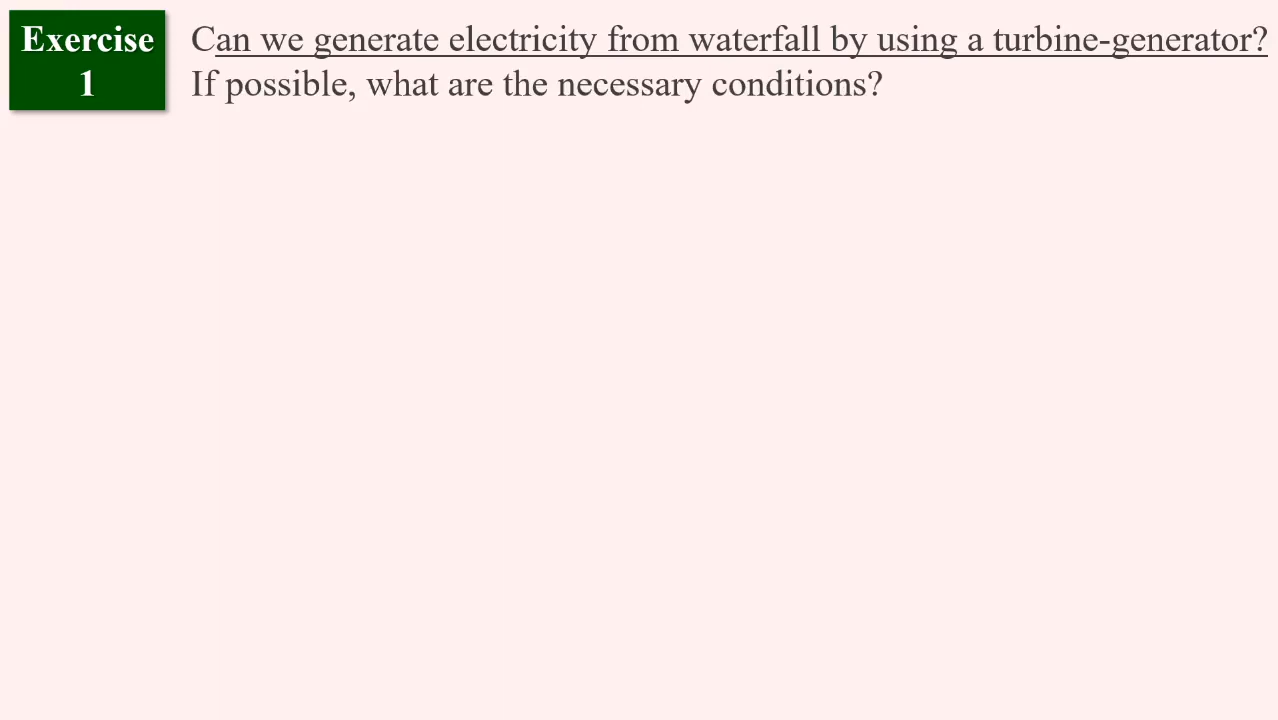 Exercise
1
Can we generate electricity from waterfall by using a turbine-generator?
If possible, what are the necessary conditions?